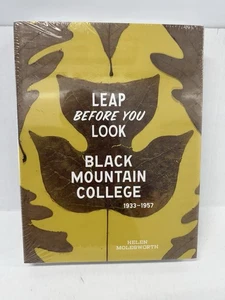 LEAP
BEFORE YOU
LOOK
BLACK
MOUNTAIN
COLLEGE
1933–1957
HELEN
MOLESWORTH